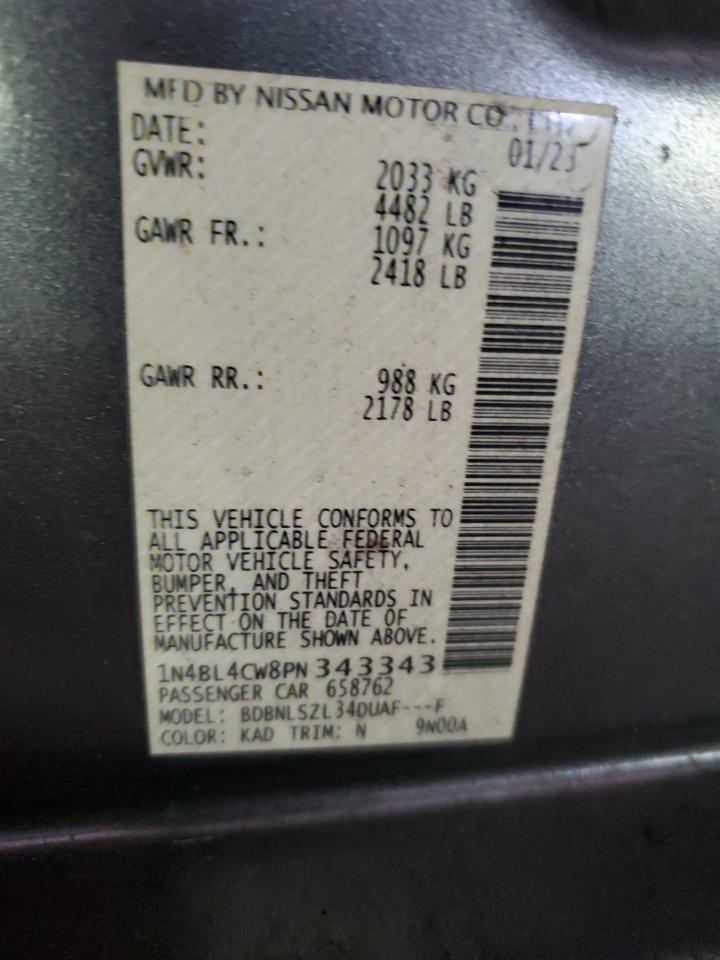 MFD BY NISSAN MOTOR CO., LTD.
DATE: 01/23
GVWR: 2033 KG
4482 LB
GAWR FR.: 1097 KG
2418 LB
GAWR RR.: 988 KG
2178 LB
THIS VEHICLE CONFORMS TO
ALL APPLICABLE FEDERAL
MOTOR VEHICLE SAFETY,
BUMPER, AND THEFT
PREVENTION STANDARDS IN
EFFECT ON THE DATE OF
MANUFACTURE SHOWN ABOVE.
1N4BL4CW8PN343343
PASSENGER CAR 658762
MODEL: BDBNLSZL34DUAF---F
COLOR: KAD TRIM: N 9N00A